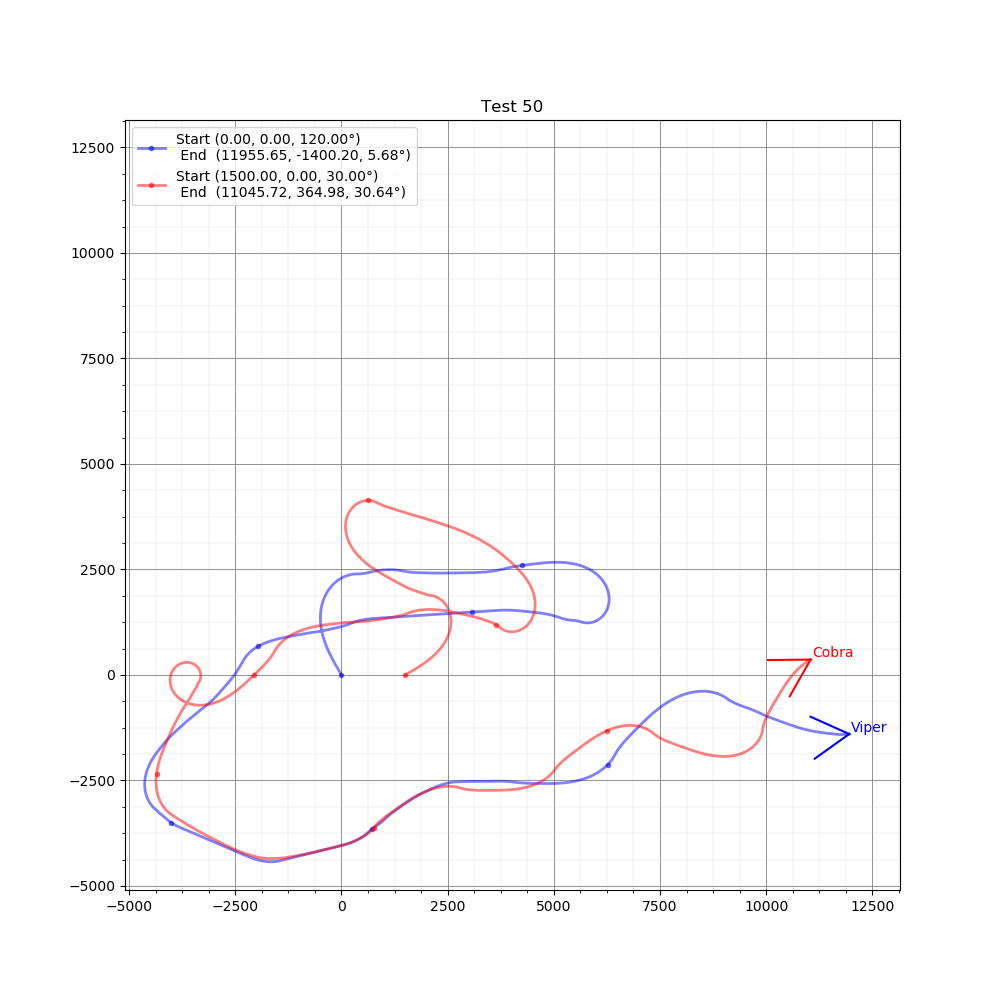 Test 50
Start (0.00, 0.00, 120.00°)
End (11955.65, -1400.20, 5.68°)
Start (1500.00, 0.00, 30.00°)
End (11045.72, 364.98, 30.64°)
12500
10000
7500
5000
2500
0
−2500
−5000
Cobra
Viper
−5000 −2500 0 2500 5000 7500 10000 12500